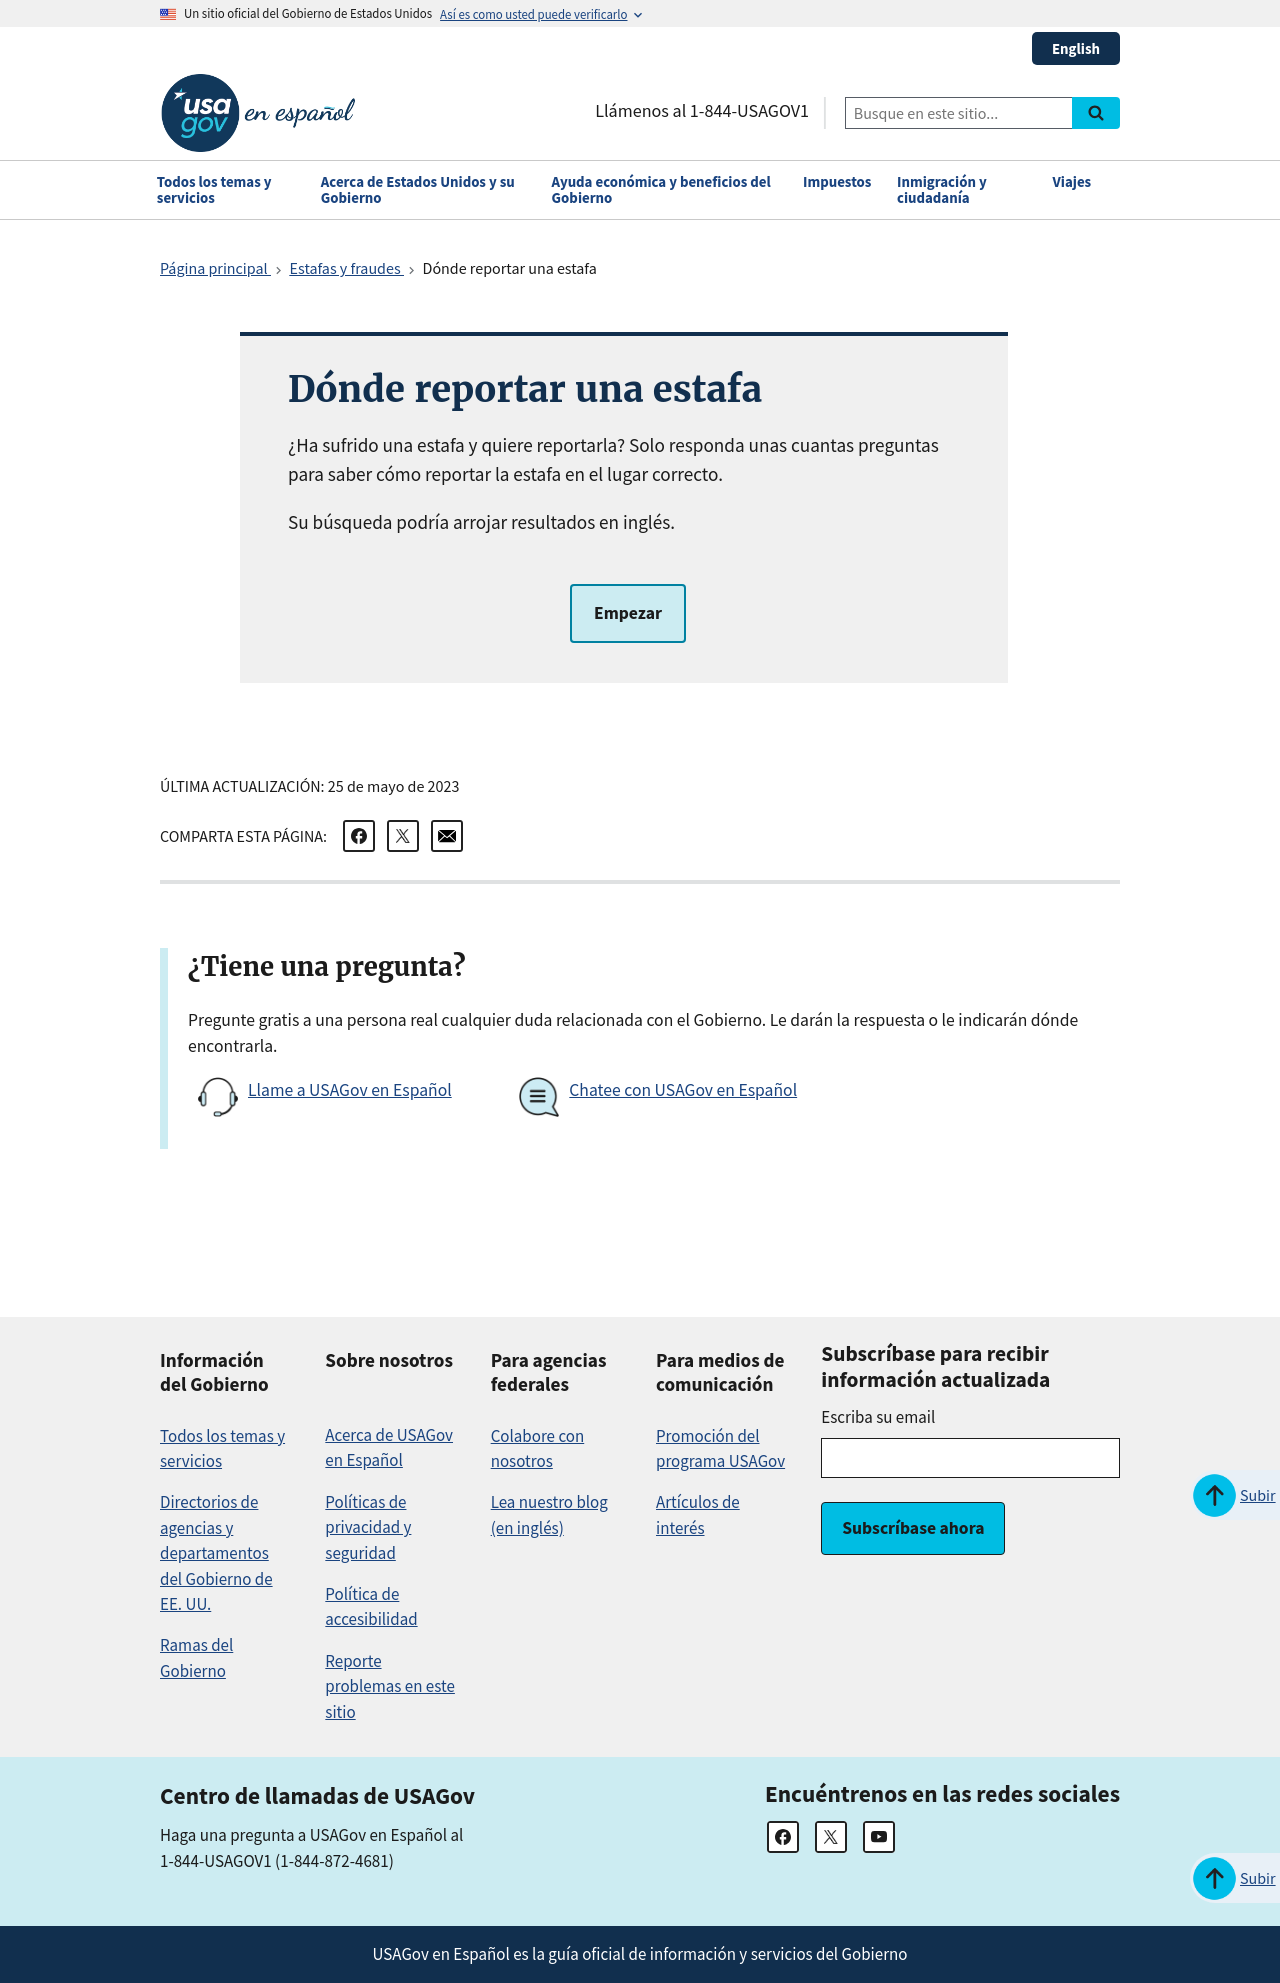 Un sitio oficial del Gobierno de Estados Unidos Así es como usted puede verificarlo
English
usa gov en español
Llámenos al 1-844-USAGOV1
Busque en este sitio...
Todos los temas y servicios
Acerca de Estados Unidos y su Gobierno
Ayuda económica y beneficios del Gobierno
Impuestos
Inmigración y ciudadanía
Viajes
Página principal
Estafas y fraudes
Dónde reportar una estafa
Dónde reportar una estafa
¿Ha sufrido una estafa y quiere reportarla? Solo responda unas cuantas preguntas
para saber cómo reportar la estafa en el lugar correcto.
Su búsqueda podría arrojar resultados en inglés.
Empezar
ÚLTIMA ACTUALIZACIÓN: 25 de mayo de 2023
COMPARTA ESTA PÁGINA:
¿Tiene una pregunta?
Pregunte gratis a una persona real cualquier duda relacionada con el Gobierno. Le darán la respuesta o le indicarán dónde
encontrarla.
Llame a USAGov en Español
Chatee con USAGov en Español
Información
del Gobierno
Todos los temas y
servicios
Directorios de
agencias y
departamentos
del Gobierno de
EE. UU.
Ramas del
Gobierno
Sobre nosotros
Acerca de USAGov
en Español
Políticas de
privacidad y
seguridad
Política de
accesibilidad
Reporte
problemas en este
sitio
Para agencias
federales
Colabore con
nosotros
Lea nuestro blog
(en inglés)
Para medios de
comunicación
Promoción del
programa USAGov
Artículos de
interés
Subscríbase para recibir
información actualizada
Escriba su email
Subscríbase ahora
Subir
Centro de llamadas de USAGov
Haga una pregunta a USAGov en Español al
1-844-USAGOV1 (1-844-872-4681)
Encuéntrenos en las redes sociales
Subir
USAGov en Español es la guía oficial de información y servicios del Gobierno